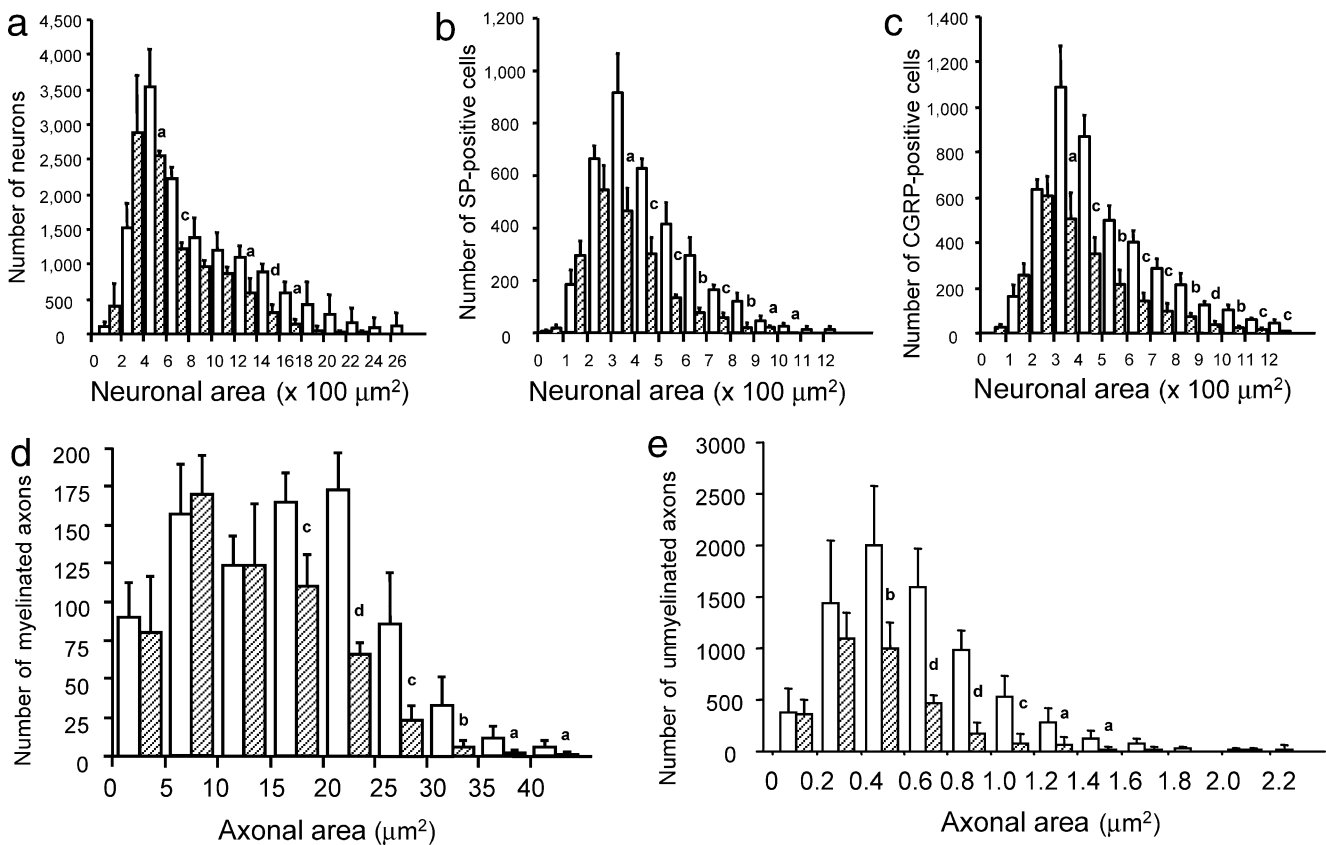 a
4,500
4,000
3,500
3,000
2,500
2,000
1,500
1,000
500
0
Number of neurons
a
c
a
d
a
0 2 4 6 8 10 12 14 16 18 20 22 24 26
Neuronal area (x 100 μm²)
b
1,200
1,000
800
600
400
200
0
Number of SP-positive cells
a
c
c
b
c
b
a
a
0 1 2 3 4 5 6 7 8 9 10 11 12
Neuronal area (x 100 μm²)
c
1,400
1,200
1,000
800
600
400
200
0
Number of CGRP-positive cells
a
c
b
c
c
b
d
b
c
c
0 1 2 3 4 5 6 7 8 9 10 11 12
Neuronal area (x 100 μm²)
d
200
175
150
125
100
75
50
25
0
Number of myelinated axons
c
d
c
b
a
a
0 5 10 15 20 25 30 35 40
Axonal area (μm²)
e
3000
2500
2000
1500
1000
500
0
Number of unmyelinated axons
b
d
d
c
a
a
0 0.2 0.4 0.6 0.8 1.0 1.2 1.4 1.6 1.8 2.0 2.2
Axonal area (μm²)